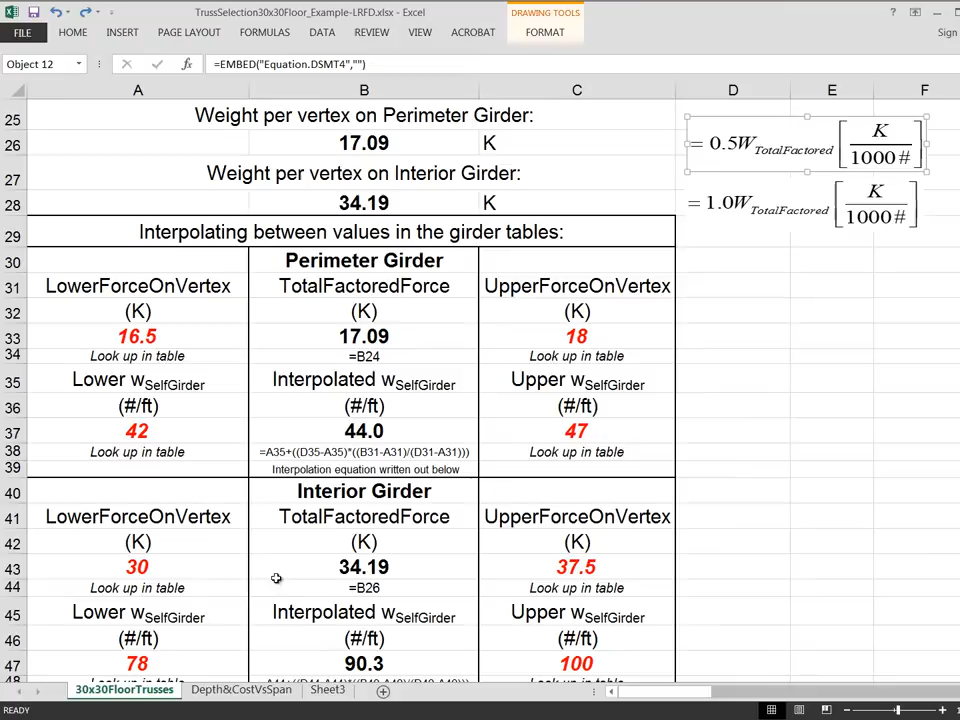 TrussSelection30x30Floor_Example-LRFD.xlsx - Excel
DRAWING TOOLS
?
FILE HOME INSERT PAGE LAYOUT FORMULAS DATA REVIEW VIEW ACROBAT FORMAT Sign
Object 12 fx =EMBED("Equation.DSMT4","")
A B C D E F
25 Weight per vertex on Perimeter Girder:
26 17.09 K
= 0.5W_TotalFactored [K / 1000 #]
27 Weight per vertex on Interior Girder:
28 34.19 K
= 1.0W_TotalFactored [K / 1000 #]
29 Interpolating between values in the girder tables:
30 Perimeter Girder
31 LowerForceOnVertex TotalFactoredForce UpperForceOnVertex
32 (K) (K) (K)
33 16.5 17.09 18
34 Look up in table =B24 Look up in table
35 Lower wSelfGirder Interpolated wSelfGirder Upper wSelfGirder
36 (#/ft) (#/ft) (#/ft)
37 42 44.0 47
38 Look up in table =A35+((D35-A35)*((B31-A31)/(D31-A31))) Look up in table
39 Interpolation equation written out below
40 Interior Girder
41 LowerForceOnVertex TotalFactoredForce UpperForceOnVertex
42 (K) (K) (K)
43 30 34.19 37.5
44 Look up in table =B26 Look up in table
45 Lower wSelfGirder Interpolated wSelfGirder Upper wSelfGirder
46 (#/ft) (#/ft) (#/ft)
47 78 90.3 100
30x30FloorTrusses Depth&CostVsSpan Sheet3
READY